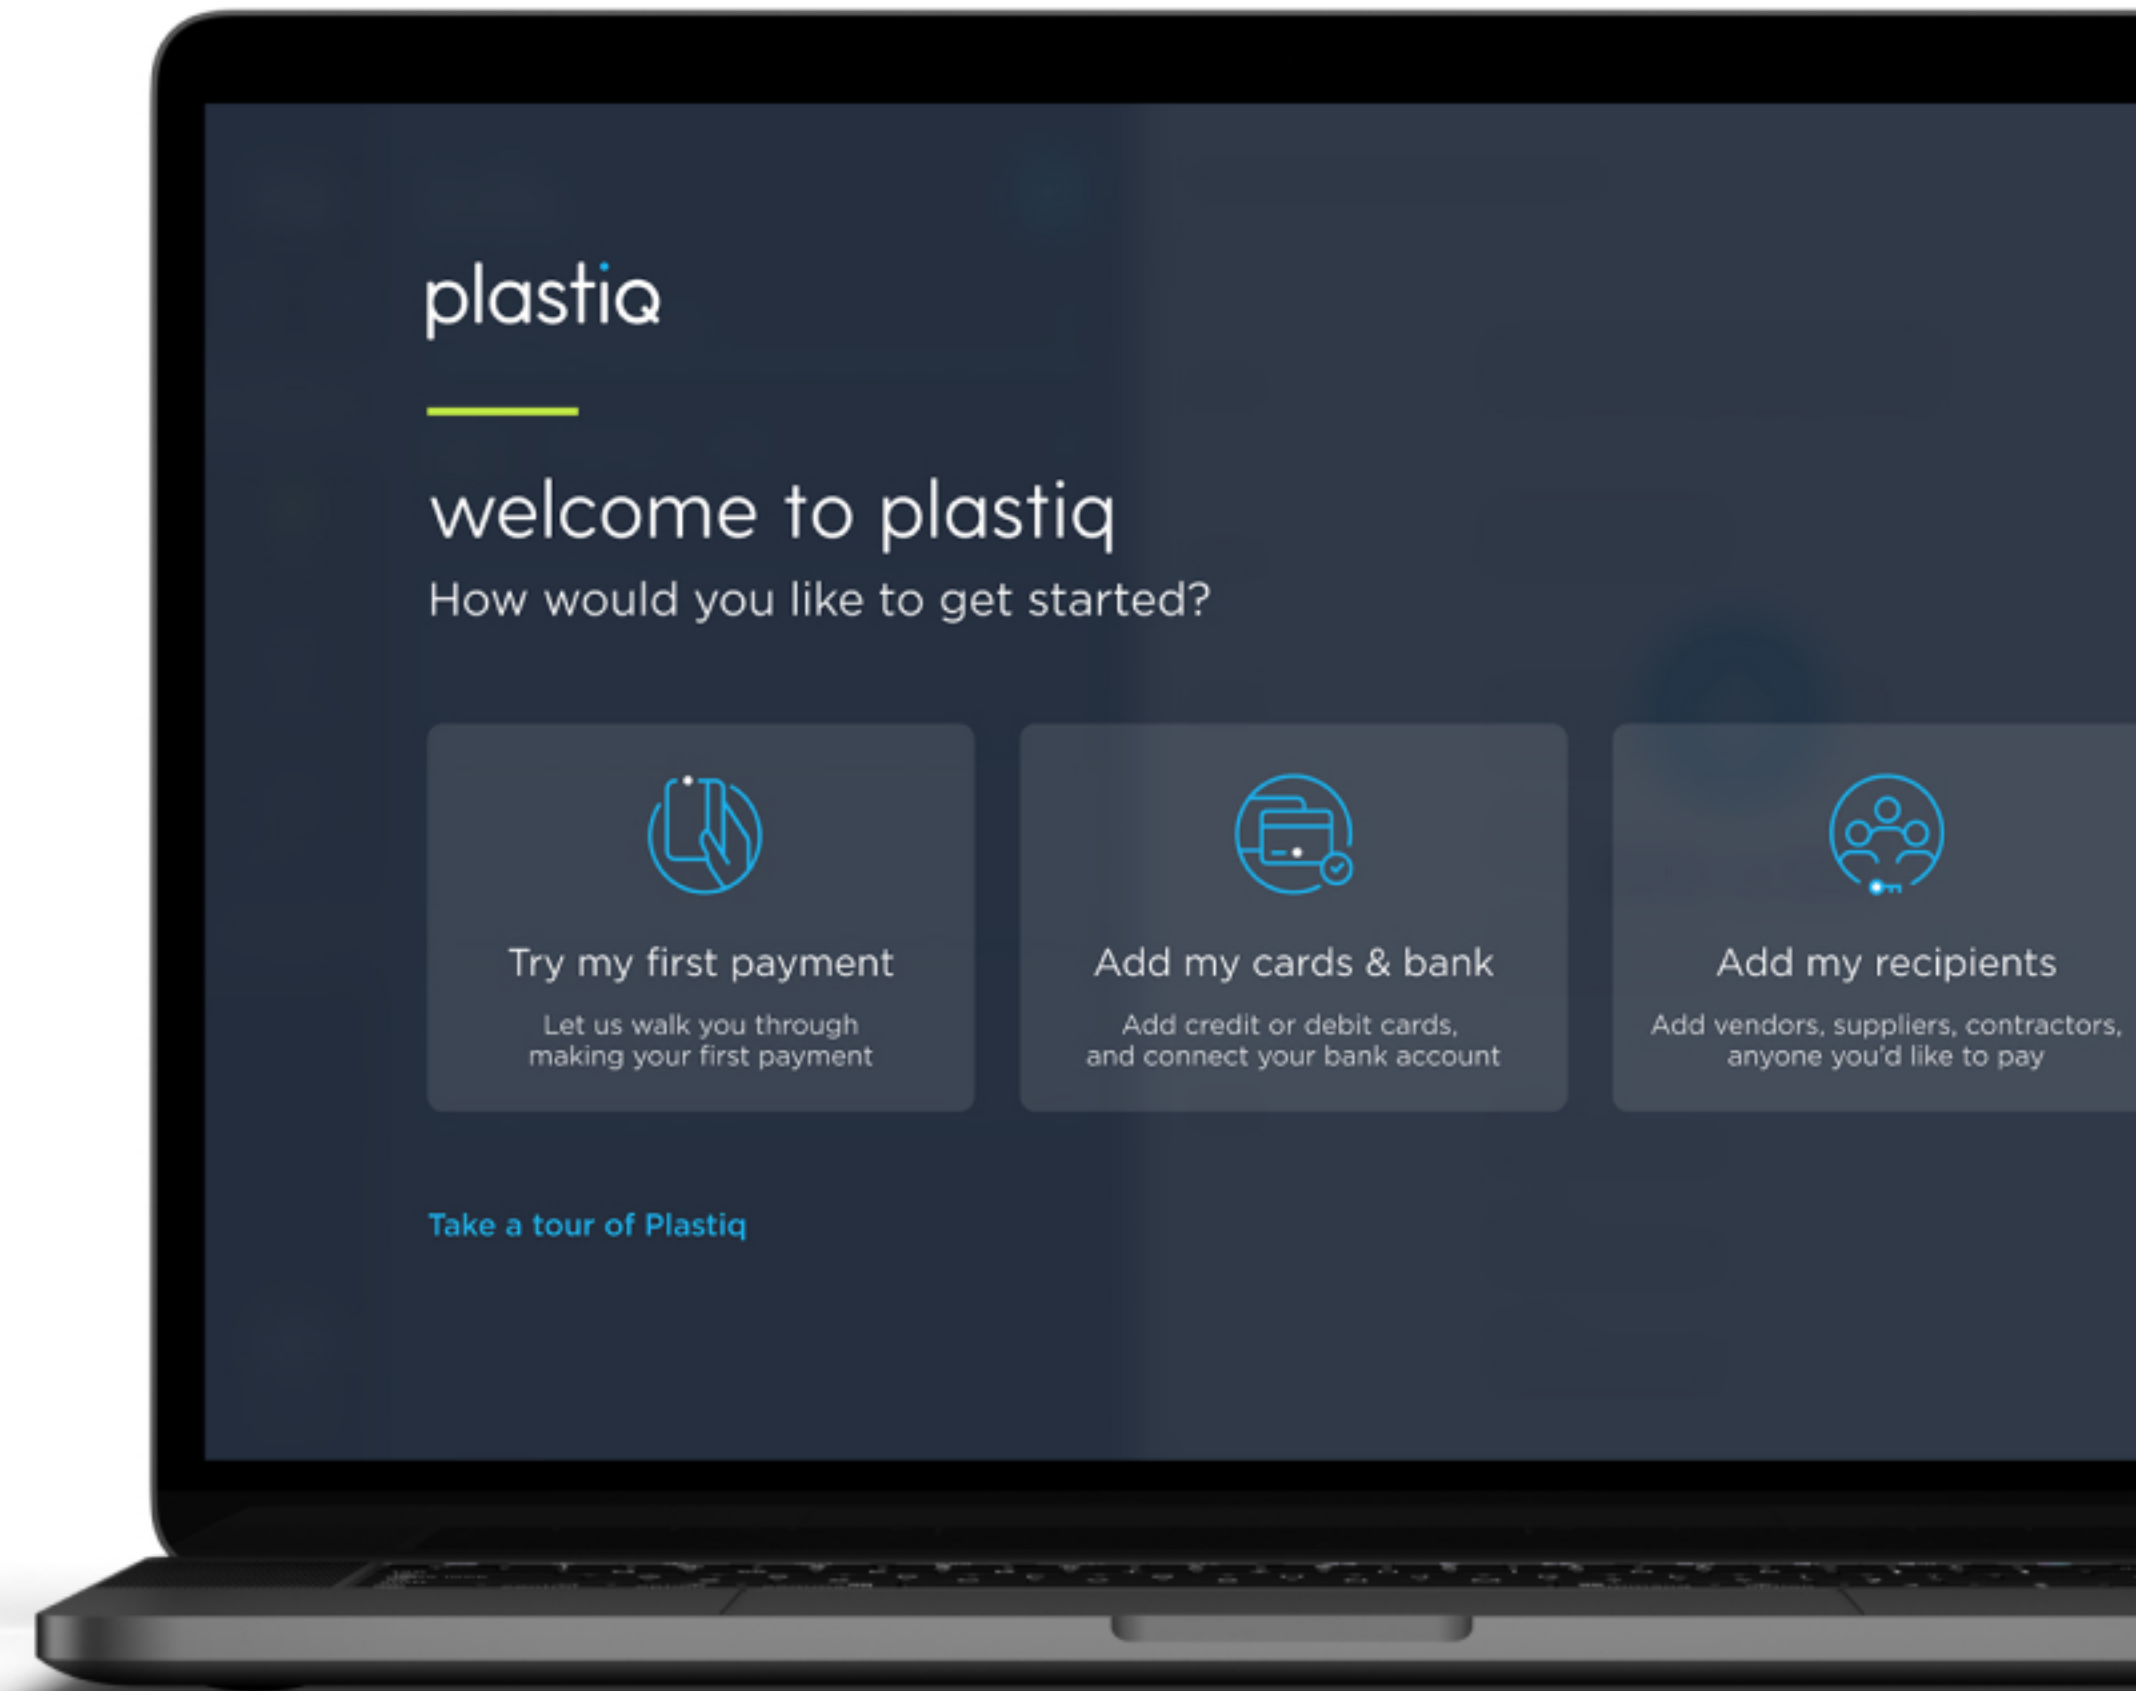 plastiq
welcome to plastiq
How would you like to get started?
Try my first payment
Let us walk you through
making your first payment
Add my cards & bank
Add credit or debit cards,
and connect your bank account
Add my recipients
Add vendors, suppliers, contractors,
anyone you'd like to pay
Take a tour of Plastiq